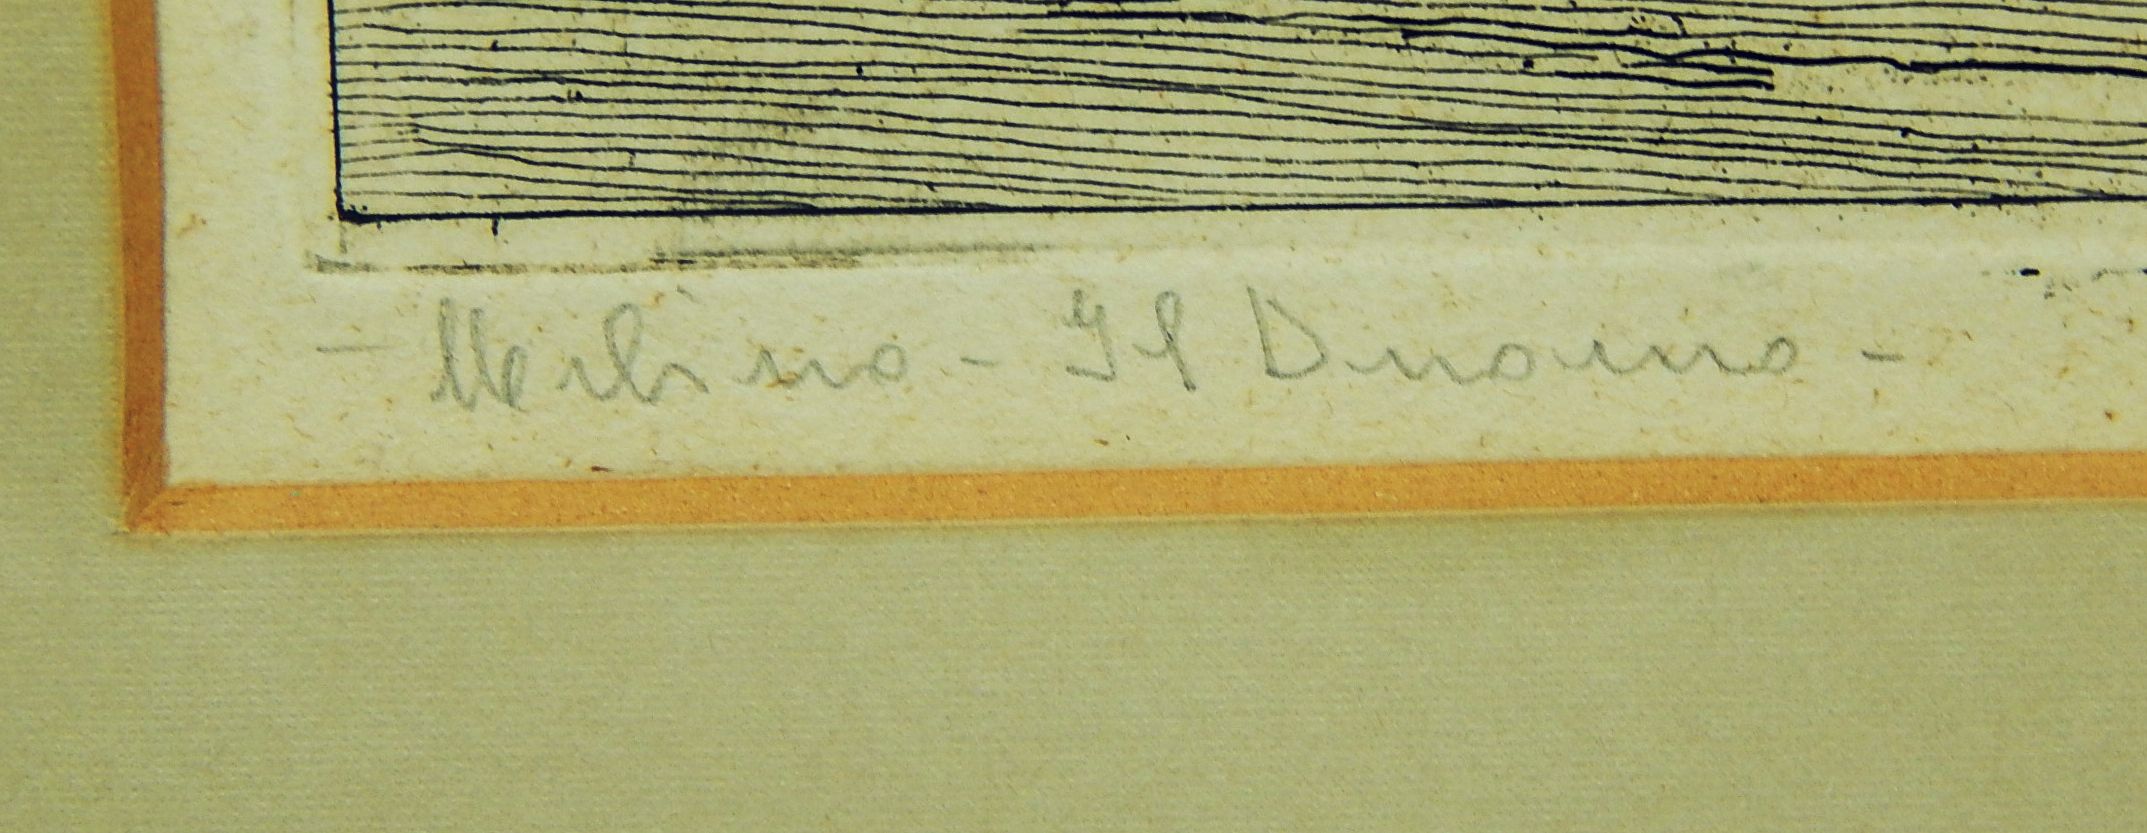 - Urbino - Il Duomo -